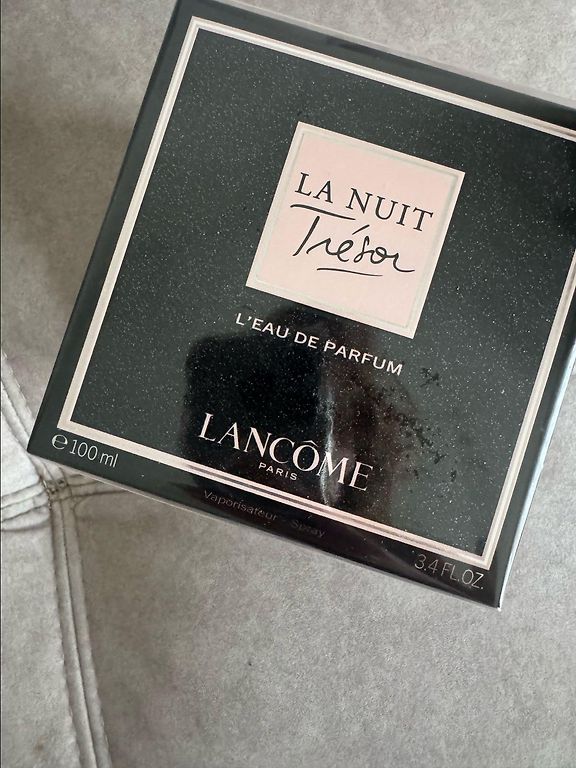 LA NUIT
Trésor
L'EAU DE PARFUM
LANCÔME
PARIS
℮ 100 ml
Vaporisateur Spray
3.4 FL.OZ.